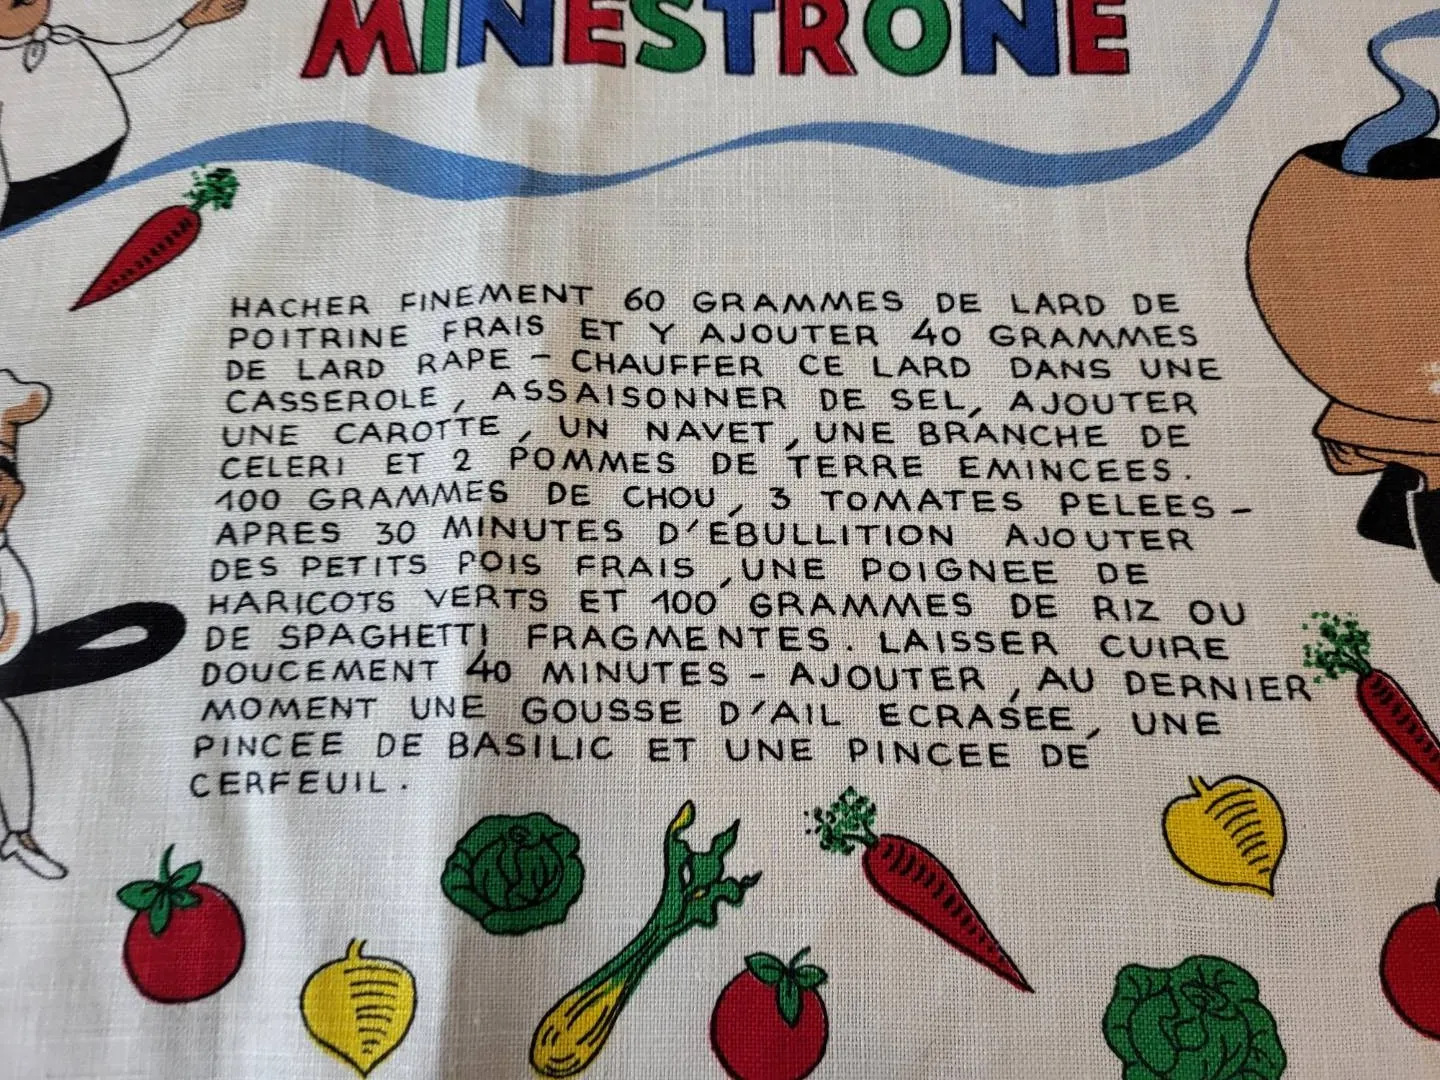 MINESTRONE
HACHER FINEMENT 60 GRAMMES DE LARD DE
POITRINE FRAIS ET Y AJOUTER 40 GRAMMES
DE LARD RAPE - CHAUFFER CE LARD DANS UNE
CASSEROLE, ASSAISONNER DE SEL, AJOUTER
UNE CAROTTE, UN NAVET, UNE BRANCHE DE
CELERI ET 2 POMMES DE TERRE EMINCEES.
100 GRAMMES DE CHOU, 3 TOMATES PELEES -
APRES 30 MINUTES D'EBULLITION AJOUTER
DES PETITS POIS FRAIS, UNE POIGNEE DE
HARICOTS VERTS ET 100 GRAMMES DE RIZ OU
DE SPAGHETTI FRAGMENTES. LAISSER CUIRE
DOUCEMENT 40 MINUTES - AJOUTER, AU DERNIER
MOMENT UNE GOUSSE D'AIL ECRASEE, UNE
PINCEE DE BASILIC ET UNE PINCEE DE
CERFEUIL.